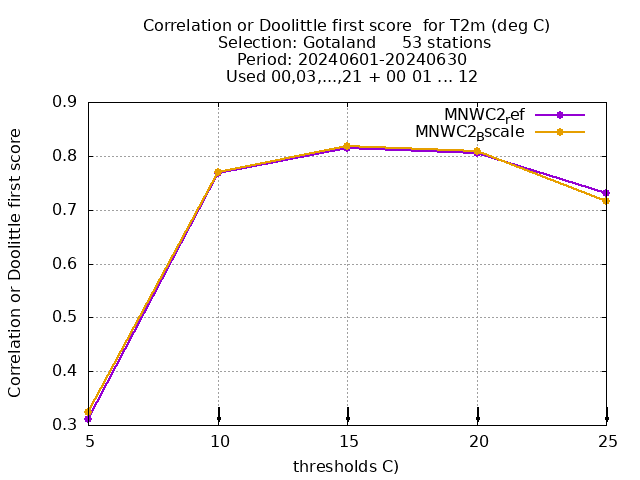 Correlation or Doolittle first score  for T2m (deg C)
Selection: Gotaland     53 stations
Period: 20240601-20240630
Used 00,03,...,21 + 00 01 ... 12
MNWC2ref
MNWC2Bscale
0.9
0.8
0.7
0.6
0.5
0.4
0.3
Correlation or Doolittle first score
5 10 15 20 25
thresholds C)